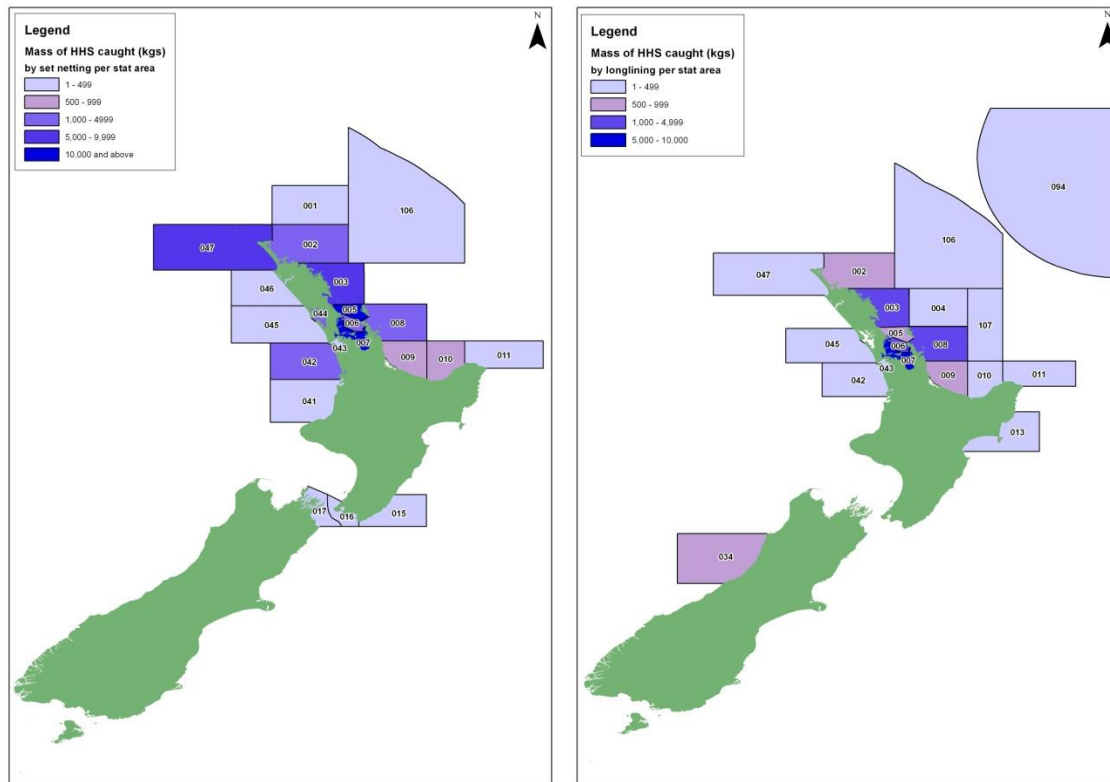 N
Legend
Mass of HHS caught (kgs)
by set netting per stat area
1 - 499
500 - 999
1,000 - 4999
5,000 - 9,999
10,000 and above
001
106
002
047
003
046
005
044
006
008
045
007
043
009
010
011
042
041
017
016
015
N
Legend
Mass of HHS caught (kgs)
by longlining per stat area
1 - 499
500 - 999
1,000 - 4,999
5,000 - 10,000
094
106
047
002
003
004
107
005
045
006
008
007
043
009
010
011
042
013
034